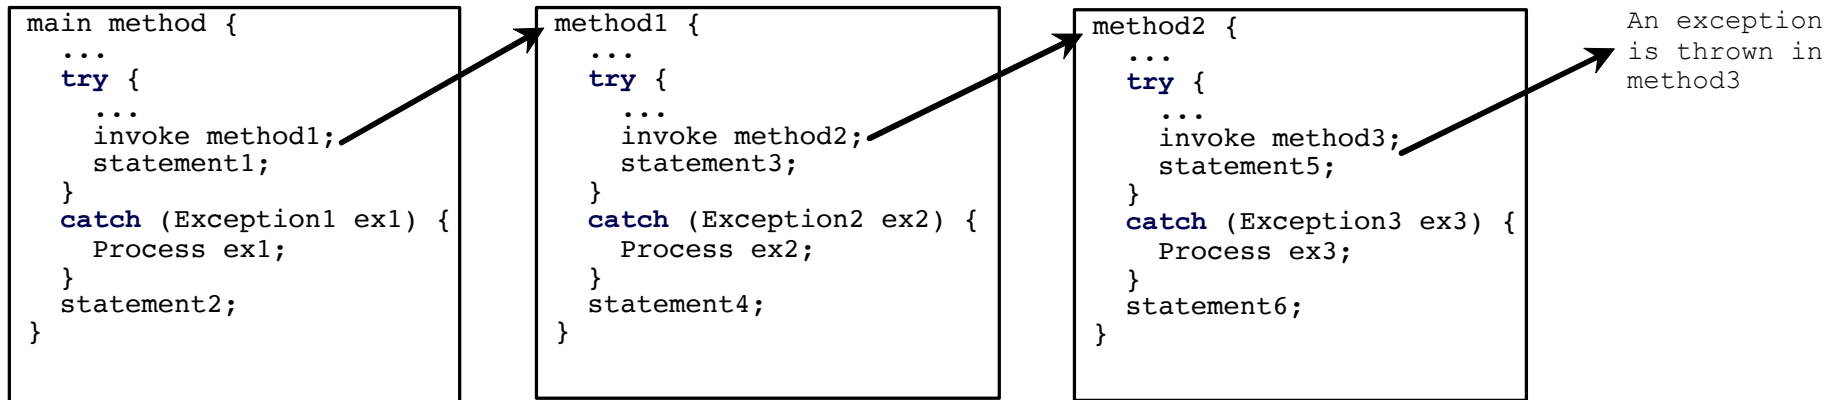 main method {
  ...
  try {
    ...
    invoke method1;
    statement1;
  }
  catch (Exception1 ex1) {
    Process ex1;
  }
  statement2;
}
method1 {
  ...
  try {
    ...
    invoke method2;
    statement3;
  }
  catch (Exception2 ex2) {
    Process ex2;
  }
  statement4;
}
method2 {
  ...
  try {
    ...
    invoke method3;
    statement5;
  }
  catch (Exception3 ex3) {
    Process ex3;
  }
  statement6;
}
An exception
is thrown in
method3